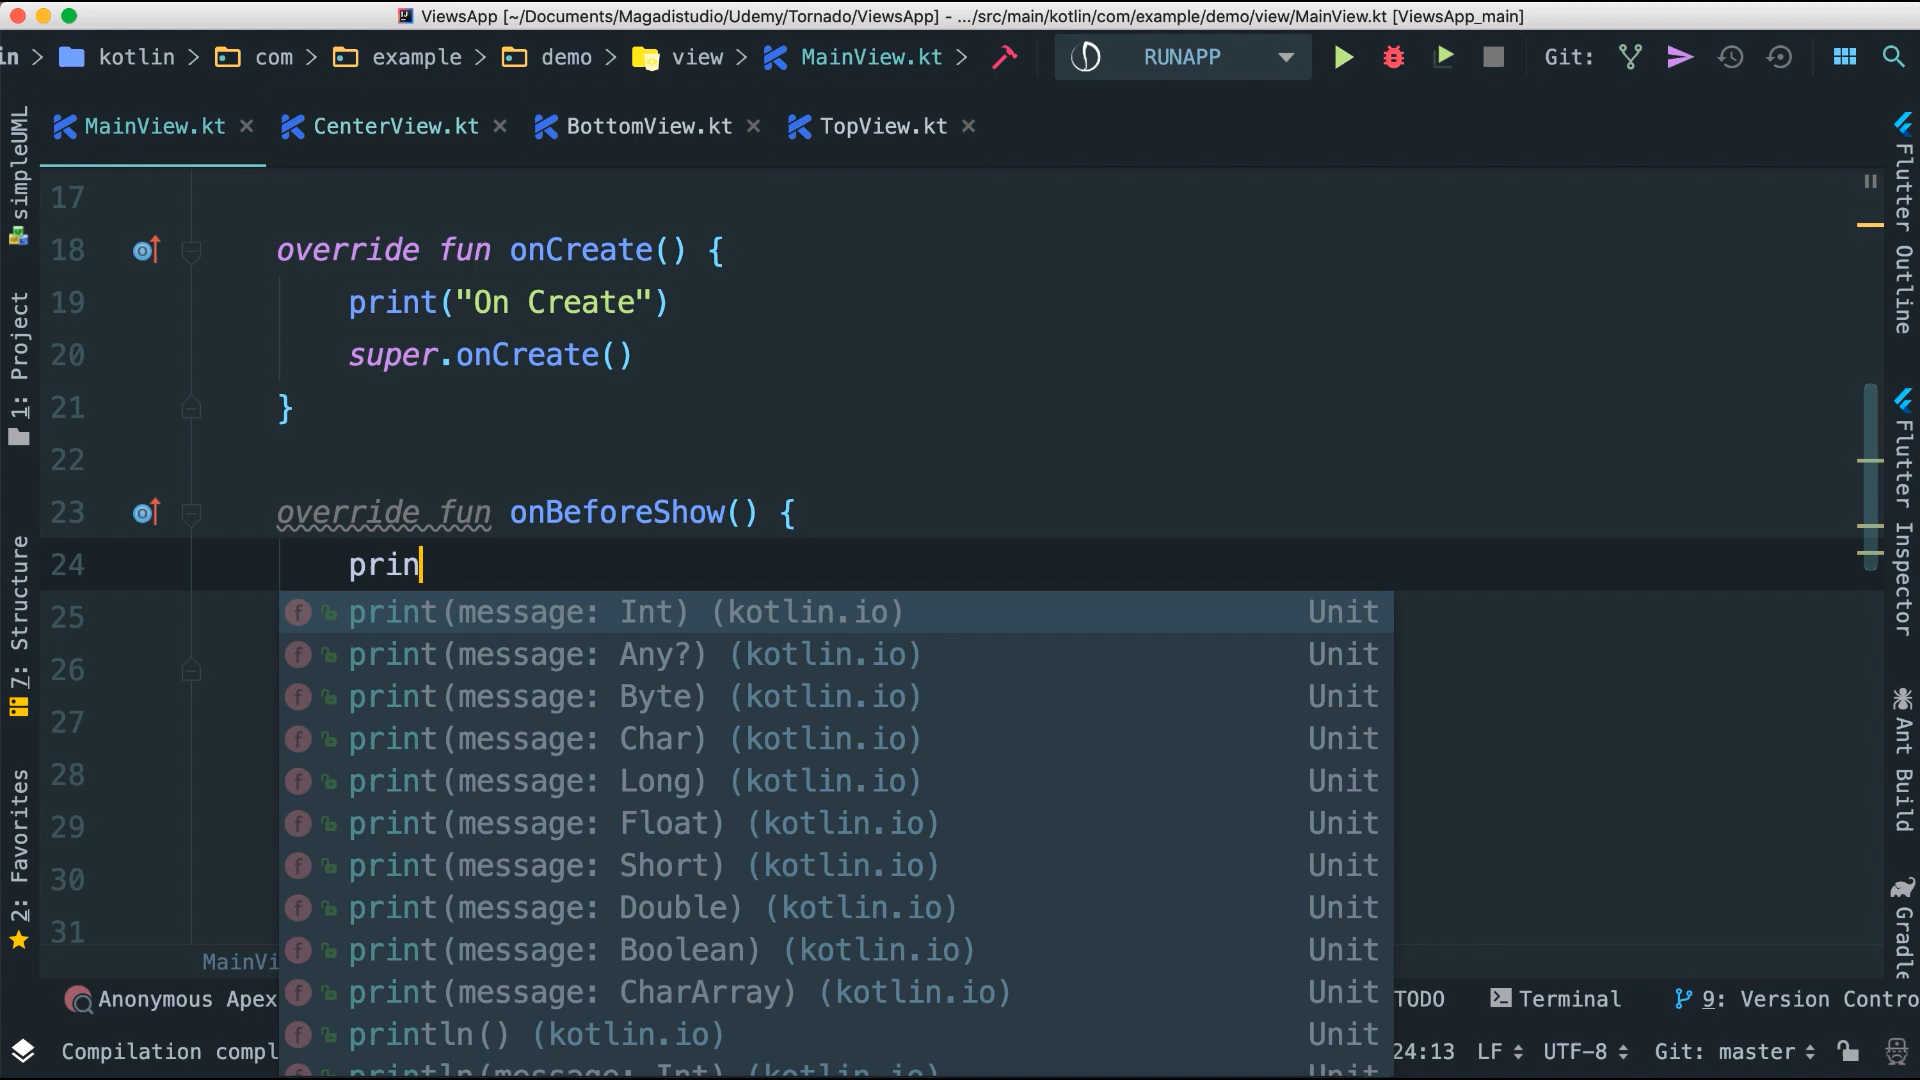 ViewsApp [~/Documents/Magadistudio/Udemy/Tornado/ViewsApp] - .../src/main/kotlin/com/example/demo/view/MainView.kt [ViewsApp_main]
in > kotlin > com > example > demo > view > MainView.kt > RUNAPP Git:
MainView.kt CenterView.kt BottomView.kt TopView.kt
simpleUML
1: Project
7: Structure
2: Favorites
17
18 override fun onCreate() {
19 print("On Create")
20 super.onCreate()
21 }
22
23 override fun onBeforeShow() {
24 prin
25
26
27
28
29
30
31
print(message: Int) (kotlin.io) Unit
print(message: Any?) (kotlin.io) Unit
print(message: Byte) (kotlin.io) Unit
print(message: Char) (kotlin.io) Unit
print(message: Long) (kotlin.io) Unit
print(message: Float) (kotlin.io) Unit
print(message: Short) (kotlin.io) Unit
print(message: Double) (kotlin.io) Unit
print(message: Boolean) (kotlin.io) Unit
print(message: CharArray) (kotlin.io) Unit
println() (kotlin.io) Unit
println(message: Int) (kotlin.io) Unit
Flutter Outline
Flutter Inspector
Ant Build
Gradle
MainVi
Anonymous Apex TODO Terminal 9: Version Contro
Compilation compl 24:13 LF UTF-8 Git: master